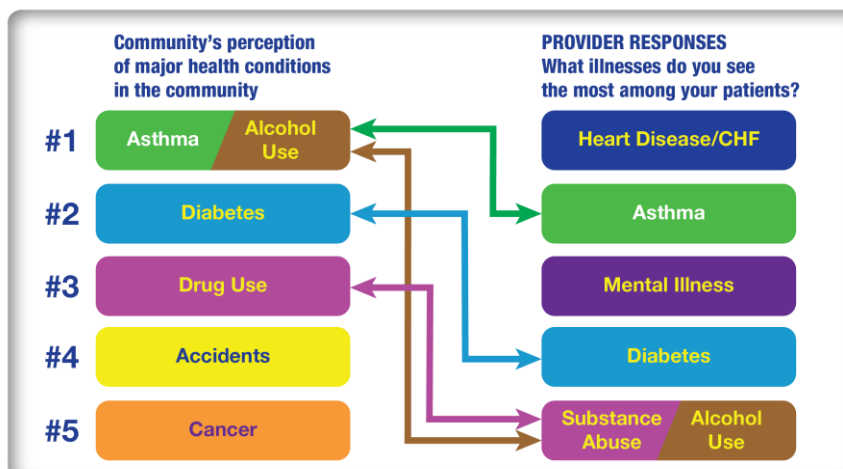 Community's perception
of major health conditions
in the community
PROVIDER RESPONSES
What illnesses do you see
the most among your patients?
#1
Asthma
Alcohol
Use
Heart Disease/CHF
#2
Diabetes
Asthma
#3
Drug Use
Mental Illness
#4
Accidents
Diabetes
#5
Cancer
Substance
Abuse
Alcohol
Use